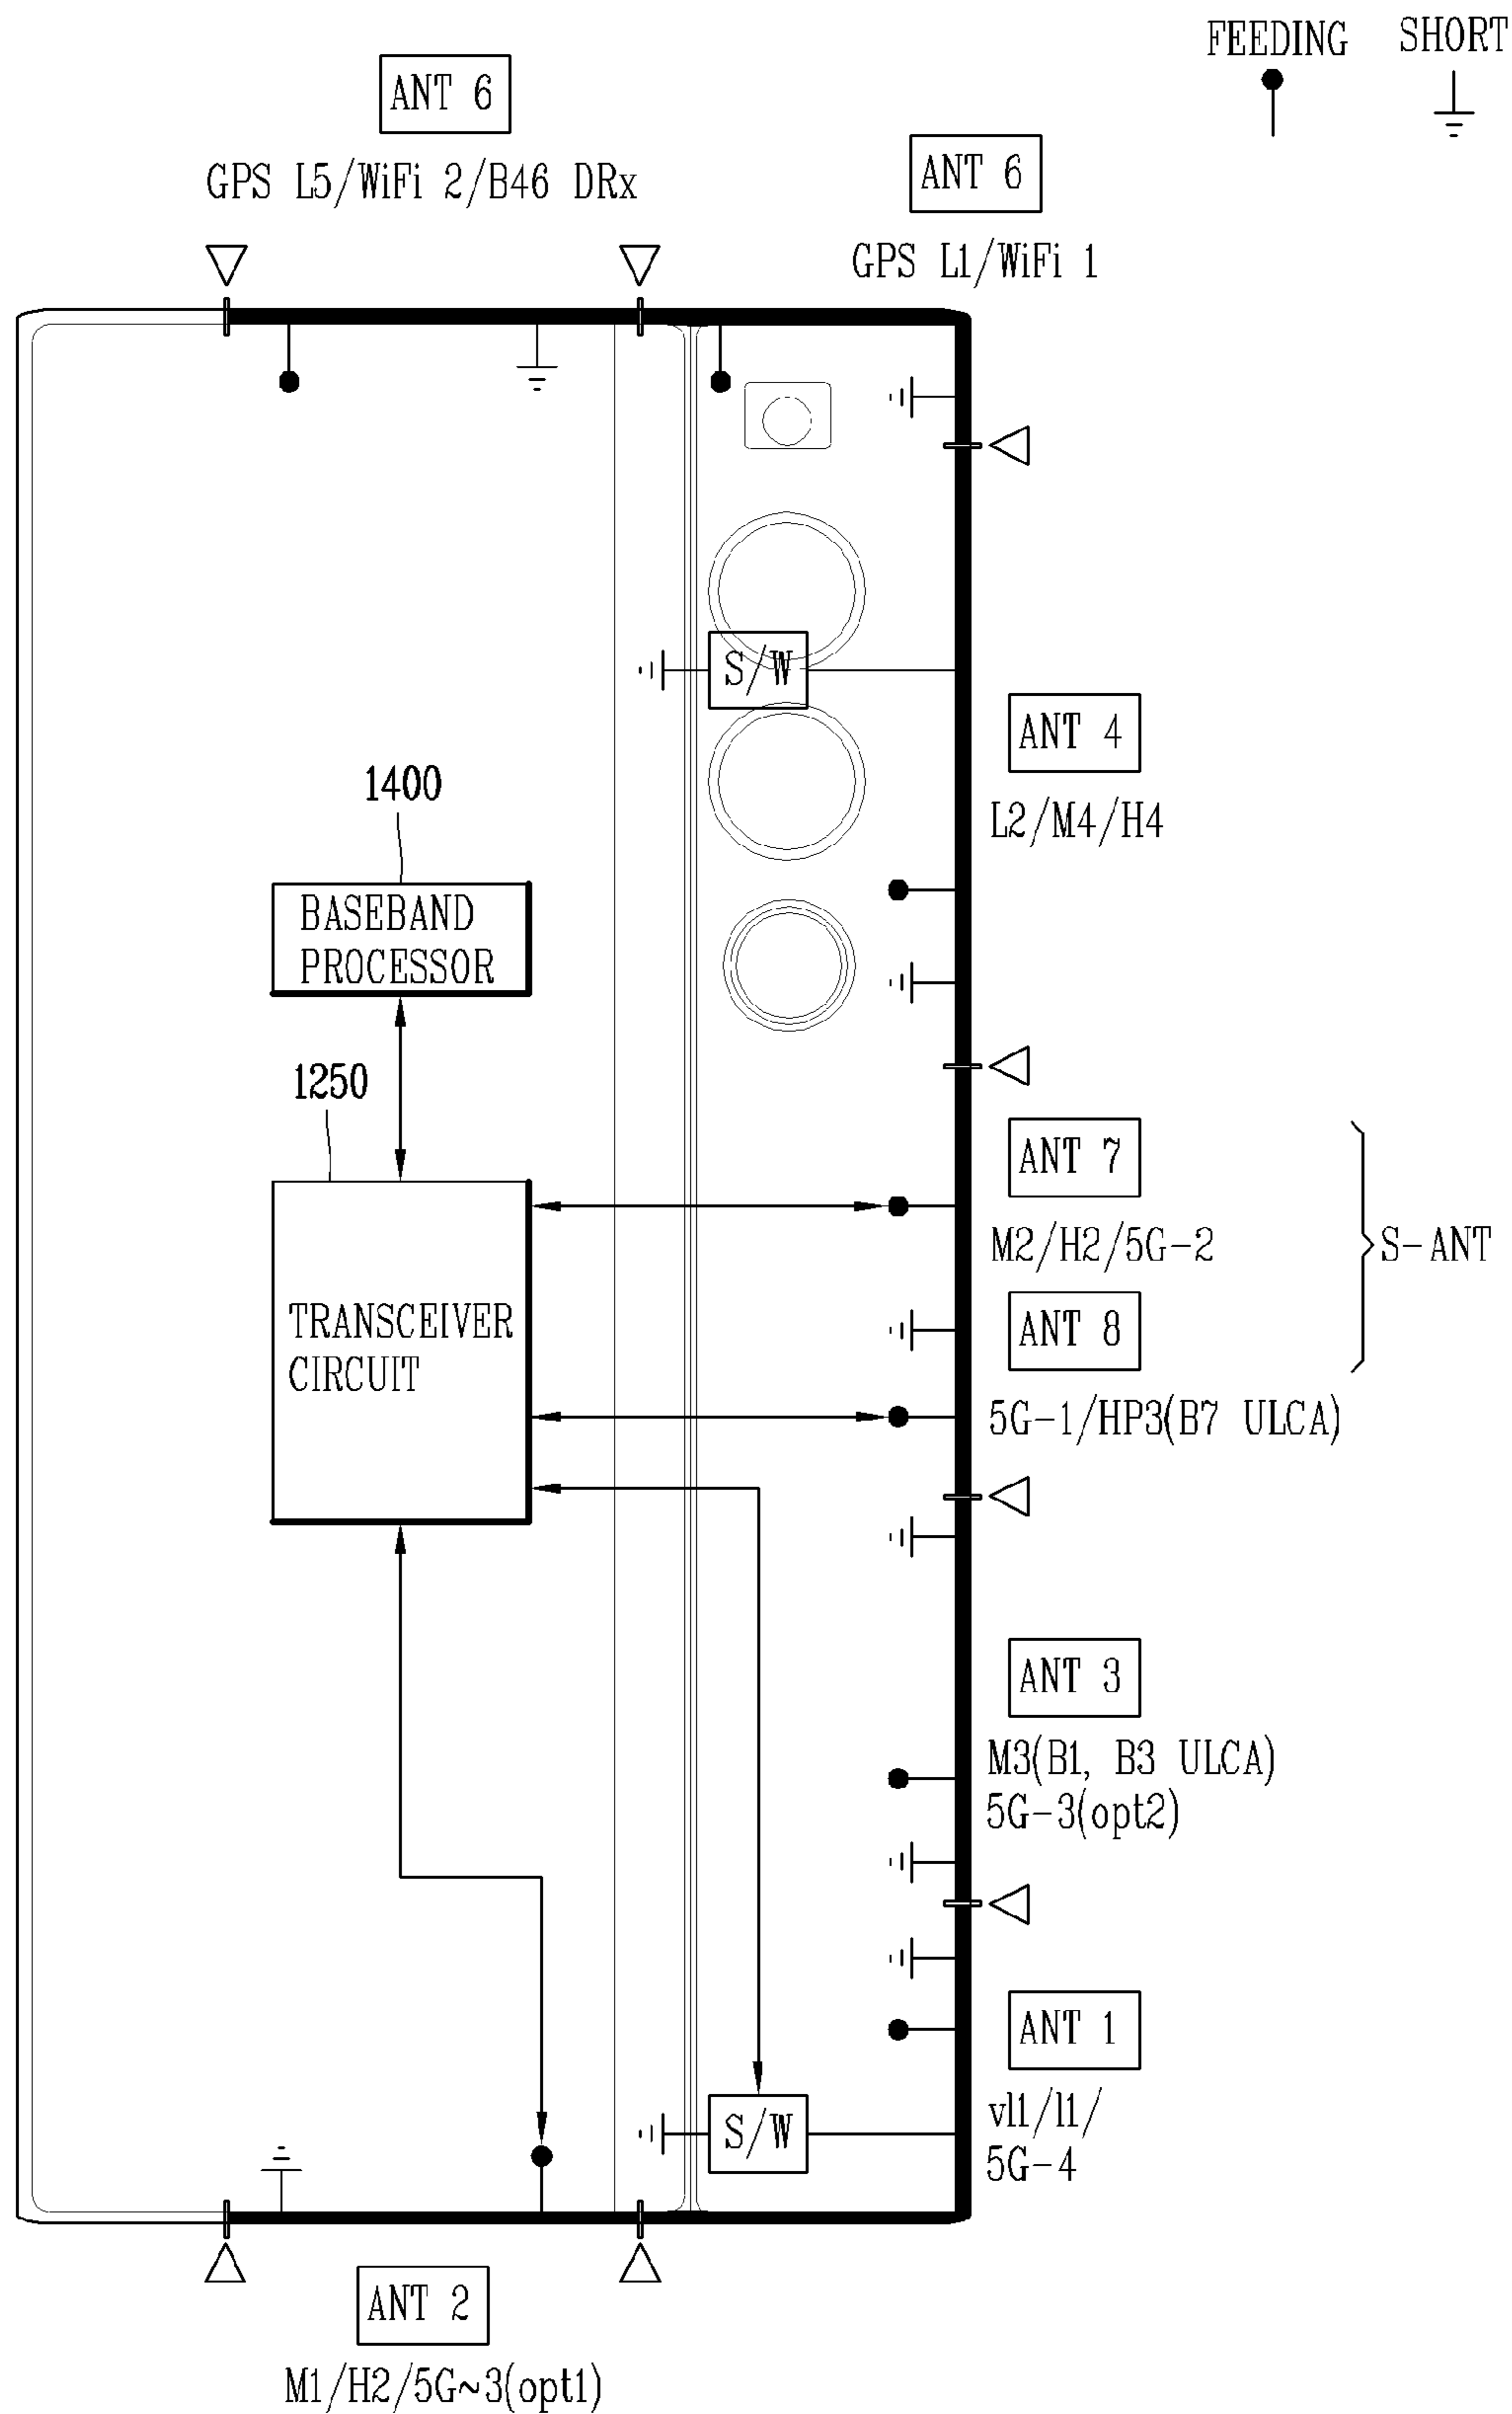 FEEDING SHORT
ANT 6
GPS L5/WiFi 2/B46 DRx
ANT 6
GPS L1/WiFi 1
S/W
ANT 4
L2/M4/H4
1400
BASEBAND
PROCESSOR
1250
TRANSCEIVER
CIRCUIT
ANT 7
M2/H2/5G-2
S-ANT
ANT 8
5G-1/HP3(B7 ULCA)
ANT 3
M3(B1, B3 ULCA)
5G-3(opt2)
ANT 1
vl1/l1/
5G-4
S/W
ANT 2
M1/H2/5G~3(opt1)